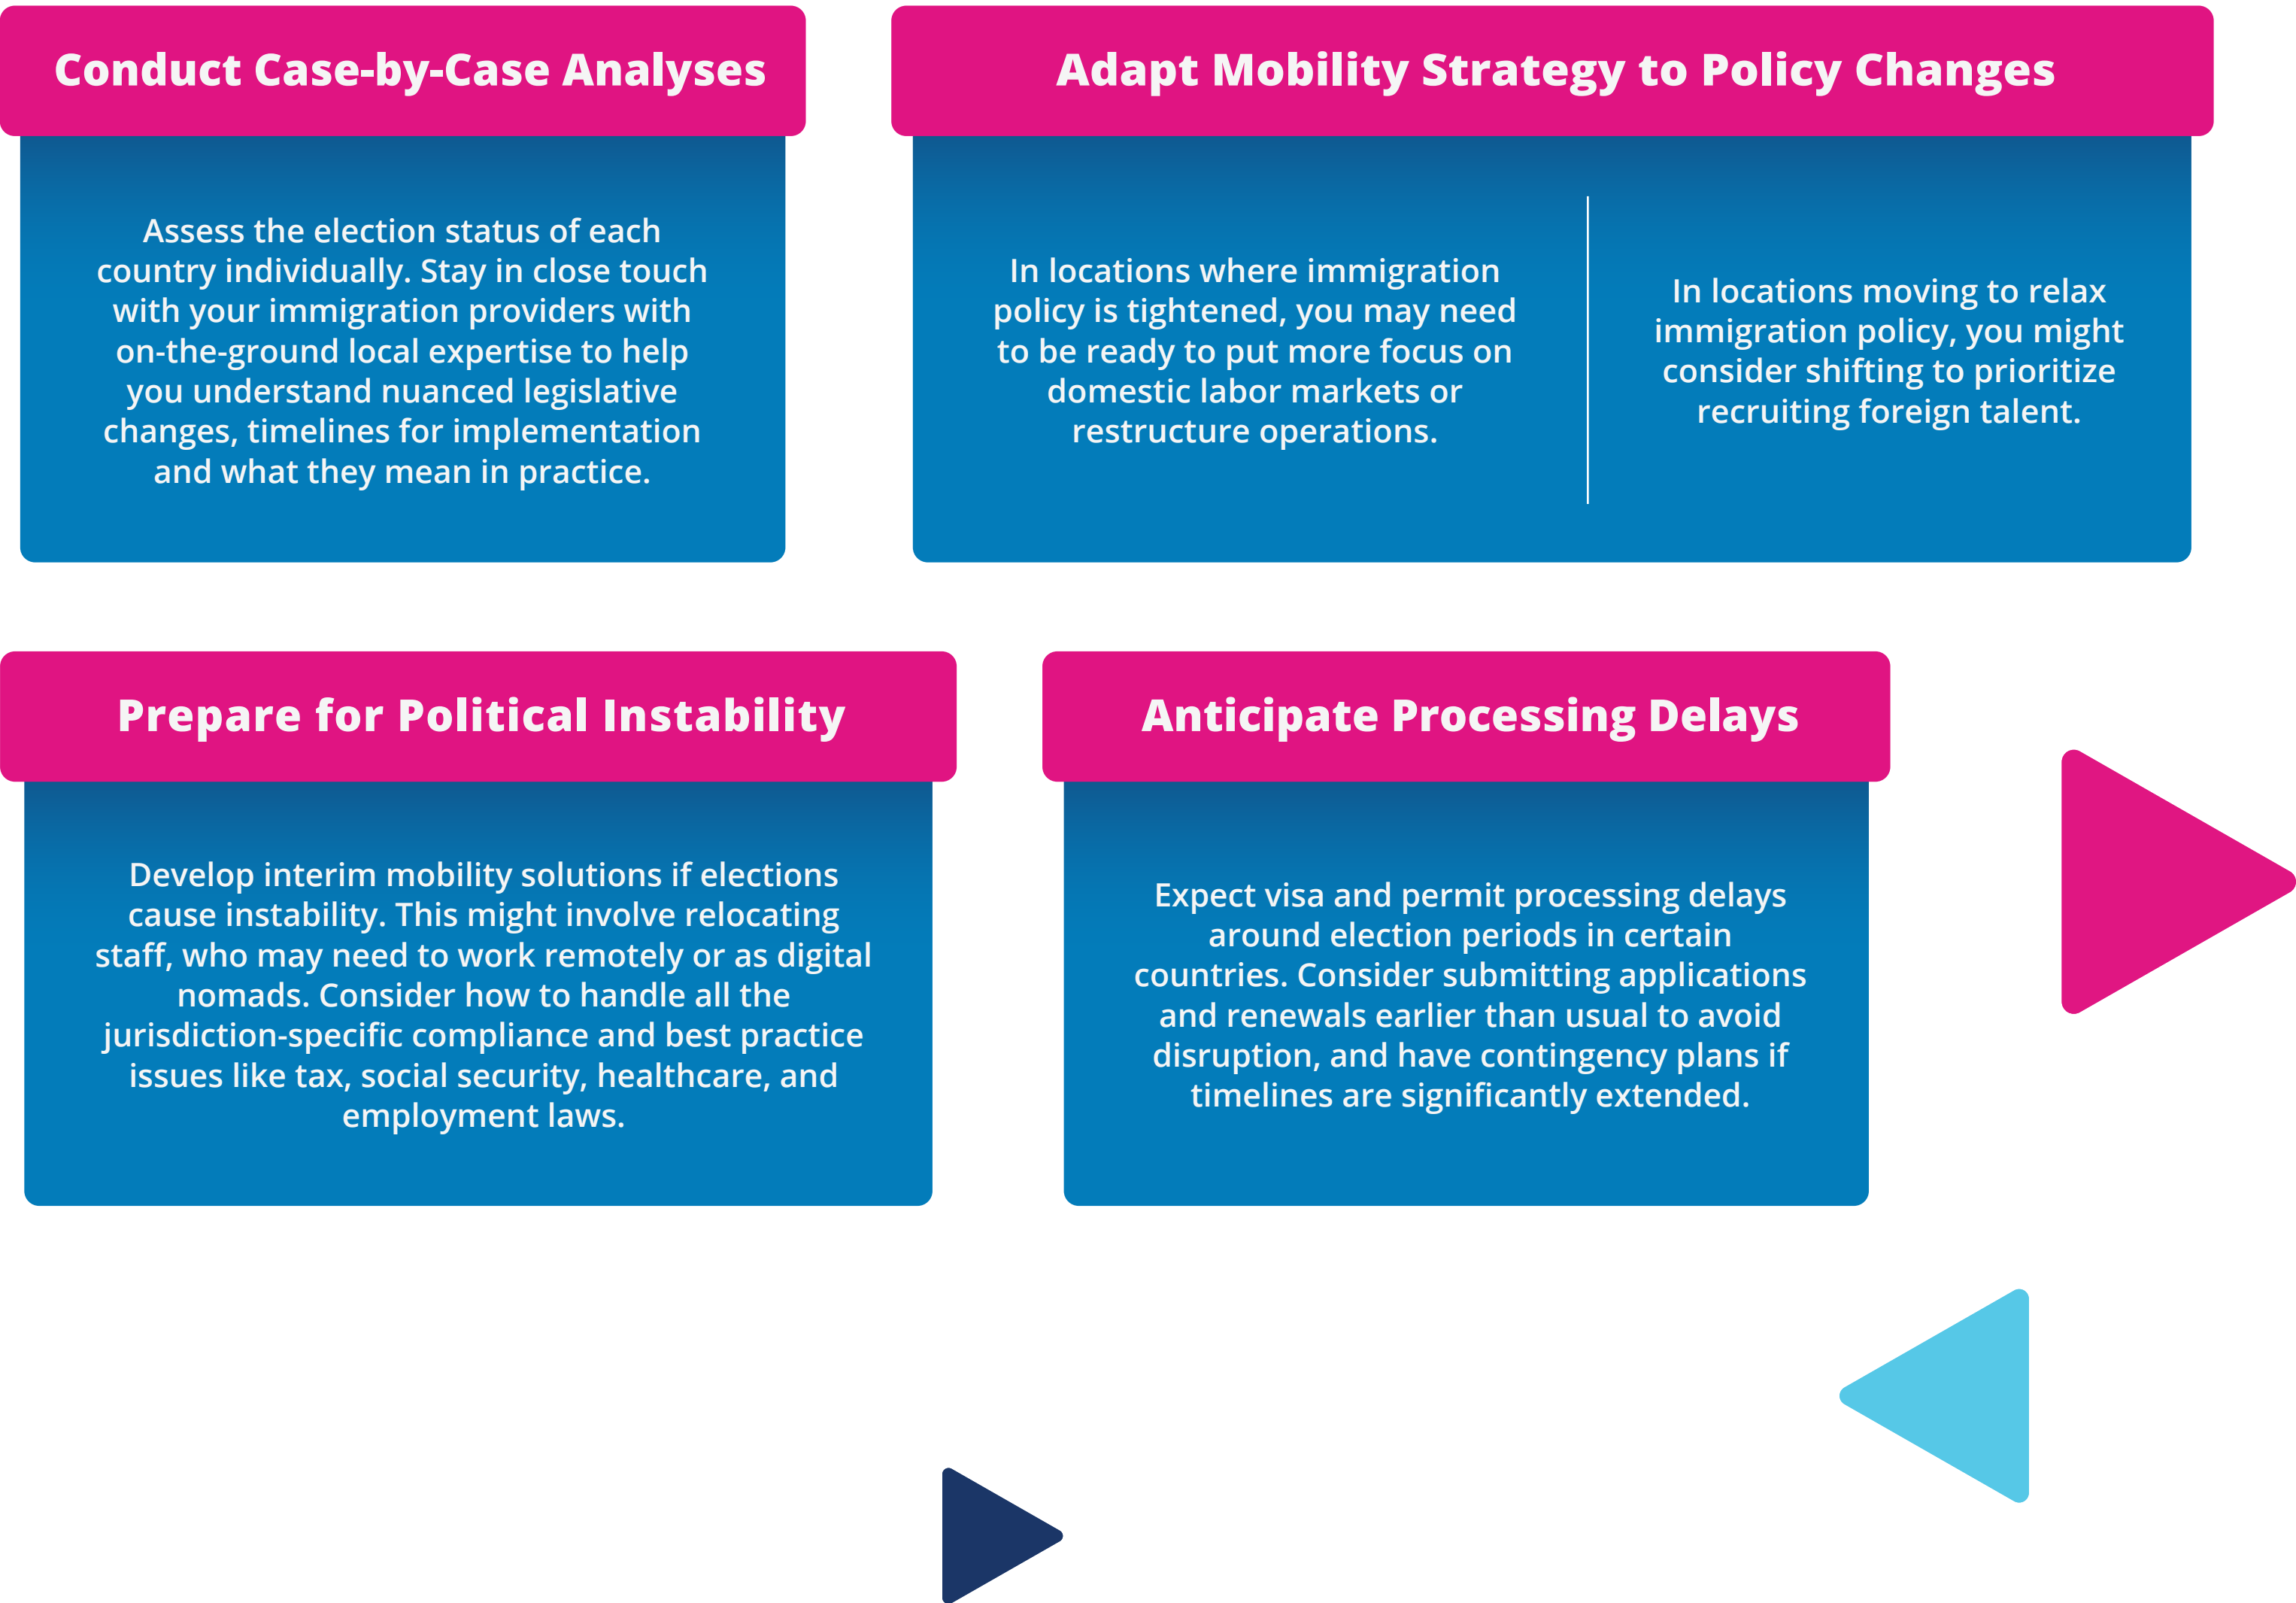 Conduct Case-by-Case Analyses
Assess the election status of each
country individually. Stay in close touch
with your immigration providers with
on-the-ground local expertise to help
you understand nuanced legislative
changes, timelines for implementation
and what they mean in practice.
Adapt Mobility Strategy to Policy Changes
In locations where immigration
policy is tightened, you may need
to be ready to put more focus on
domestic labor markets or
restructure operations.
In locations moving to relax
immigration policy, you might
consider shifting to prioritize
recruiting foreign talent.
Prepare for Political Instability
Develop interim mobility solutions if elections
cause instability. This might involve relocating
staff, who may need to work remotely or as digital
nomads. Consider how to handle all the
jurisdiction-specific compliance and best practice
issues like tax, social security, healthcare, and
employment laws.
Anticipate Processing Delays
Expect visa and permit processing delays
around election periods in certain
countries. Consider submitting applications
and renewals earlier than usual to avoid
disruption, and have contingency plans if
timelines are significantly extended.